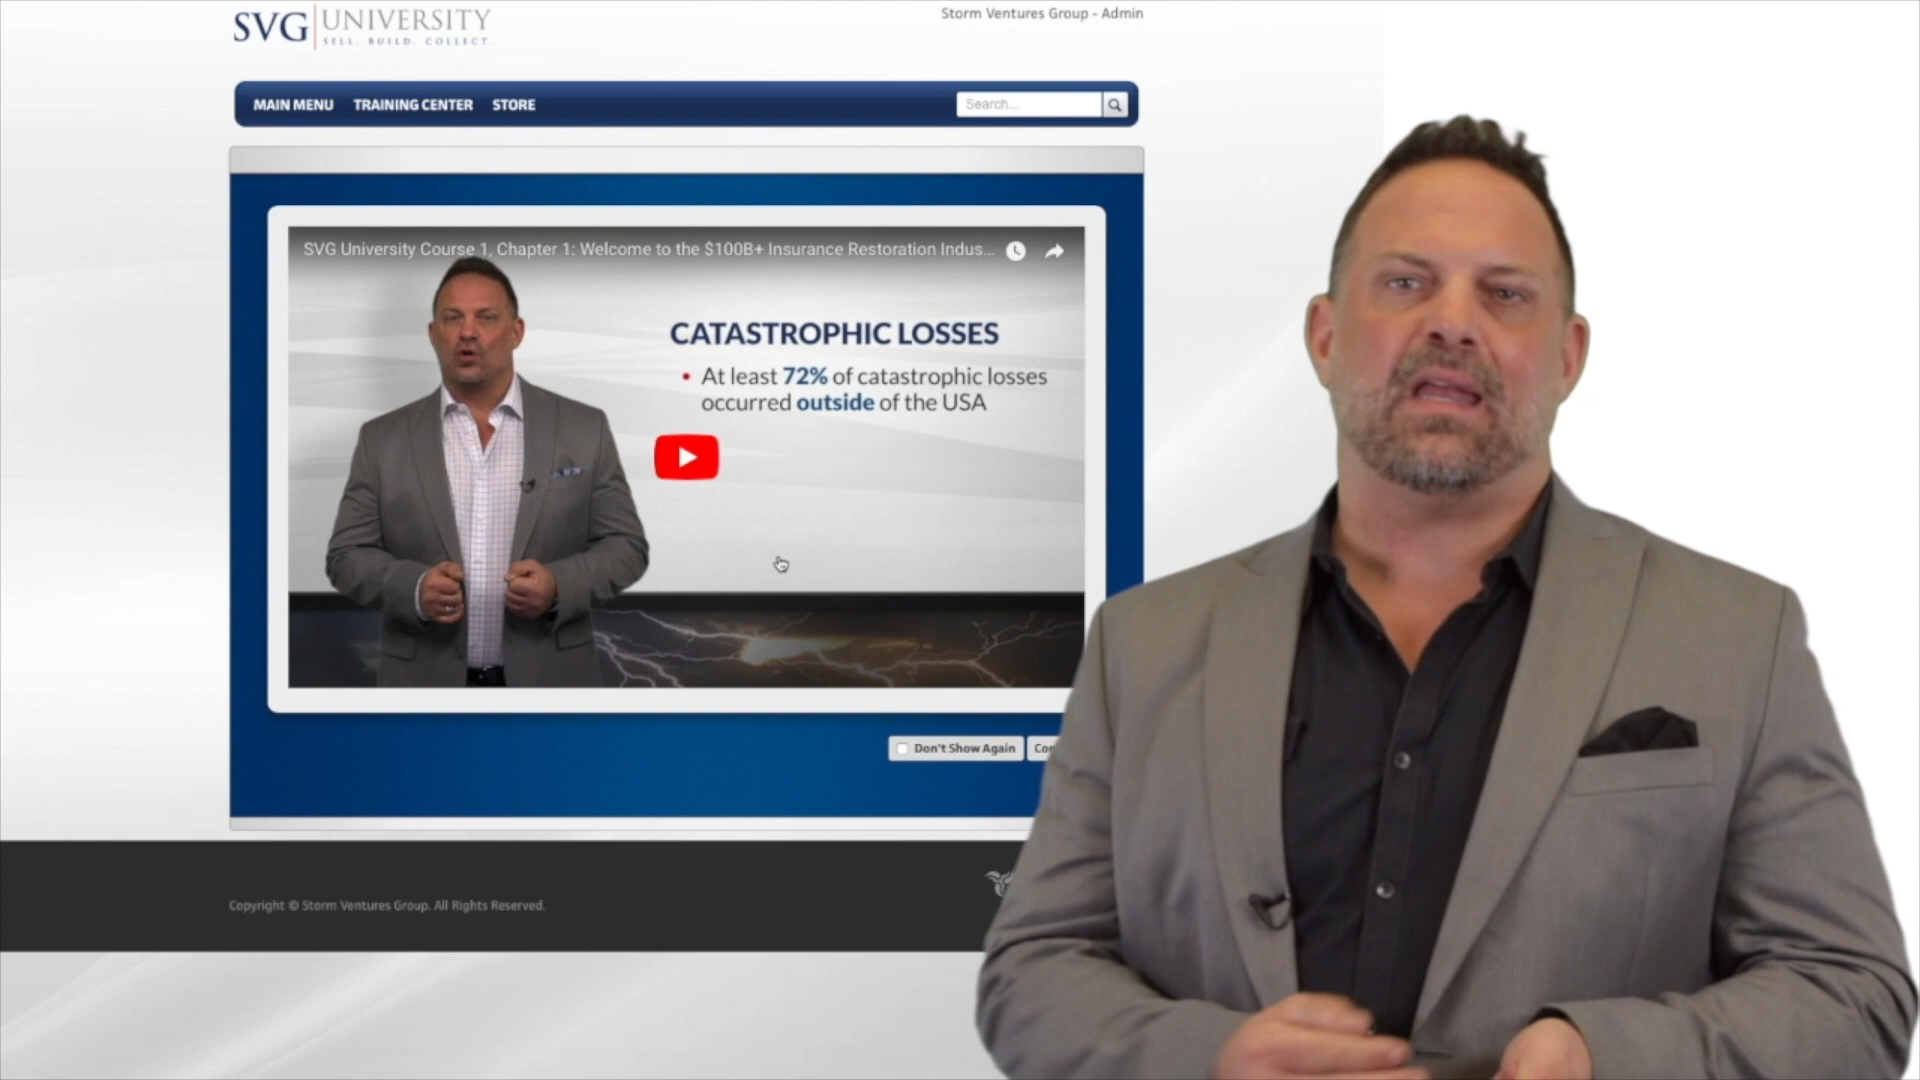 SVG UNIVERSITY
SELL. BUILD. COLLECT.
Storm Ventures Group - Admin
MAIN MENU TRAINING CENTER STORE
Search...
SVG University Course 1, Chapter 1: Welcome to the $100B+ Insurance Restoration Indus...
CATASTROPHIC LOSSES
• At least 72% of catastrophic losses
occurred outside of the USA
Don't Show Again
Copyright © Storm Ventures Group. All Rights Reserved.